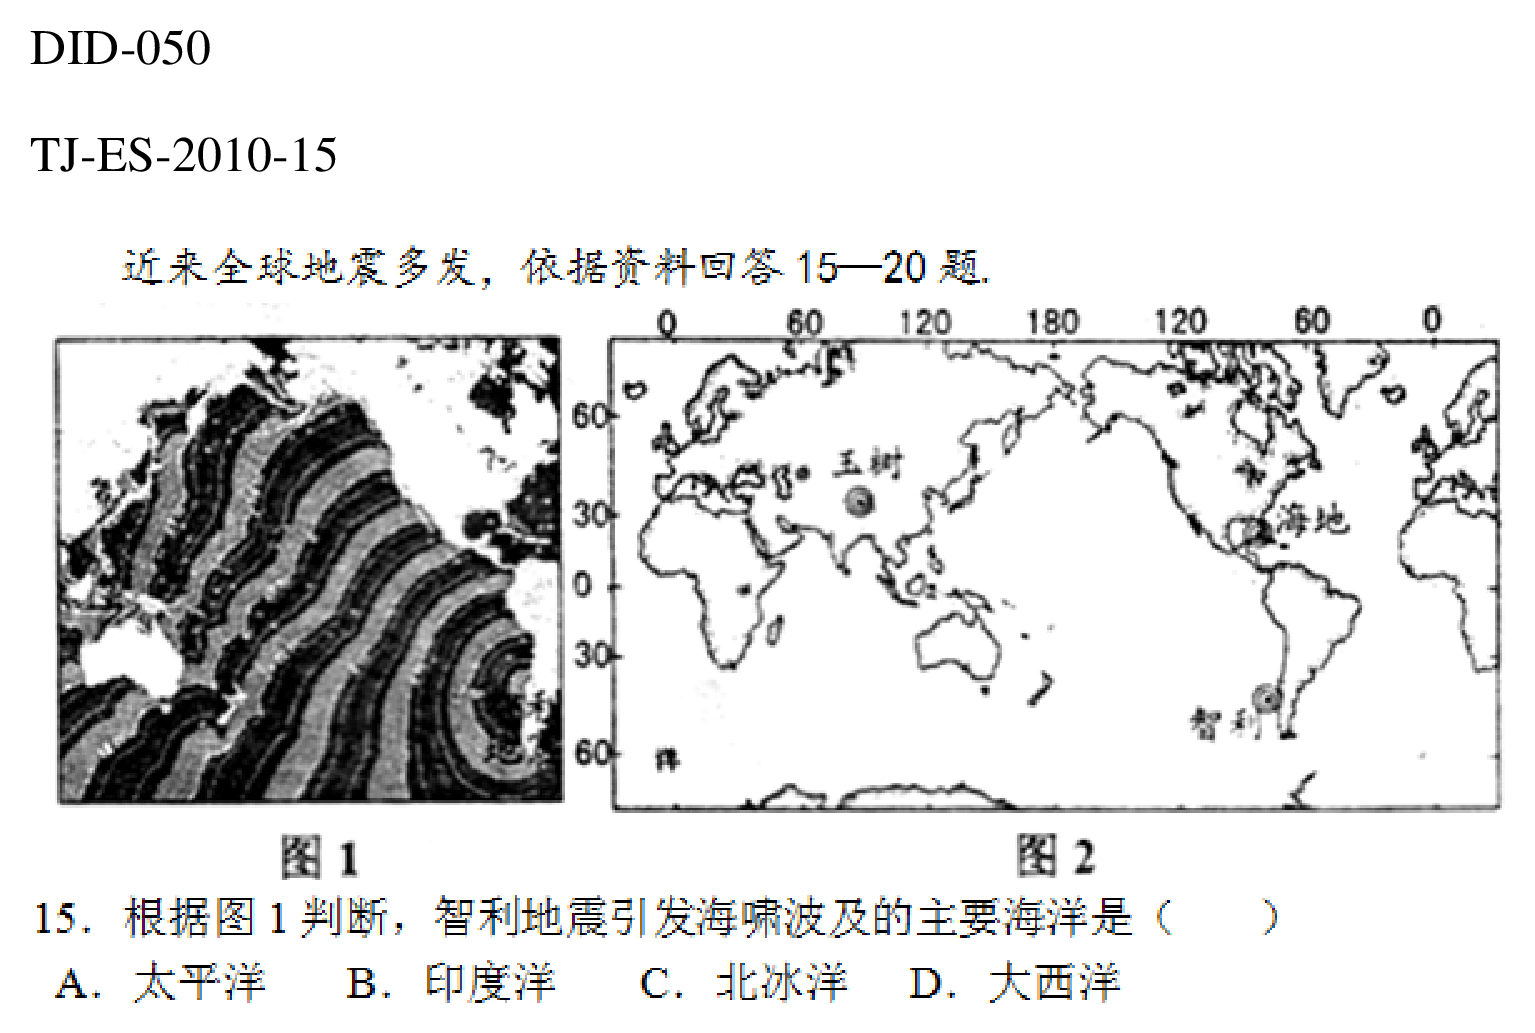 DID-050
TJ-ES-2010-15
近来全球地震多发，依据资料回答 15—20 题.
0 60 120 180 120 60 0
60
30
0
30
60
玉树
海地
智利
洋
图 1
图 2
15．根据图 1 判断，智利地震引发海啸波及的主要海洋是（　　）
A．太平洋　B．印度洋　C．北冰洋　D．大西洋